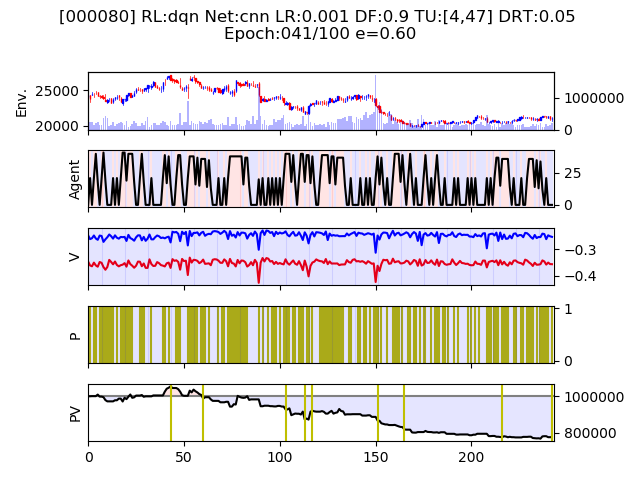 [000080] RL:dqn Net:cnn LR:0.001 DF:0.9 TU:[4,47] DRT:0.05
Epoch:041/100 e=0.60
Env.
25000
20000
1000000
0
Agent
25
0
V
−0.3
−0.4
P
1
0
PV
1000000
800000
0 50 100 150 200